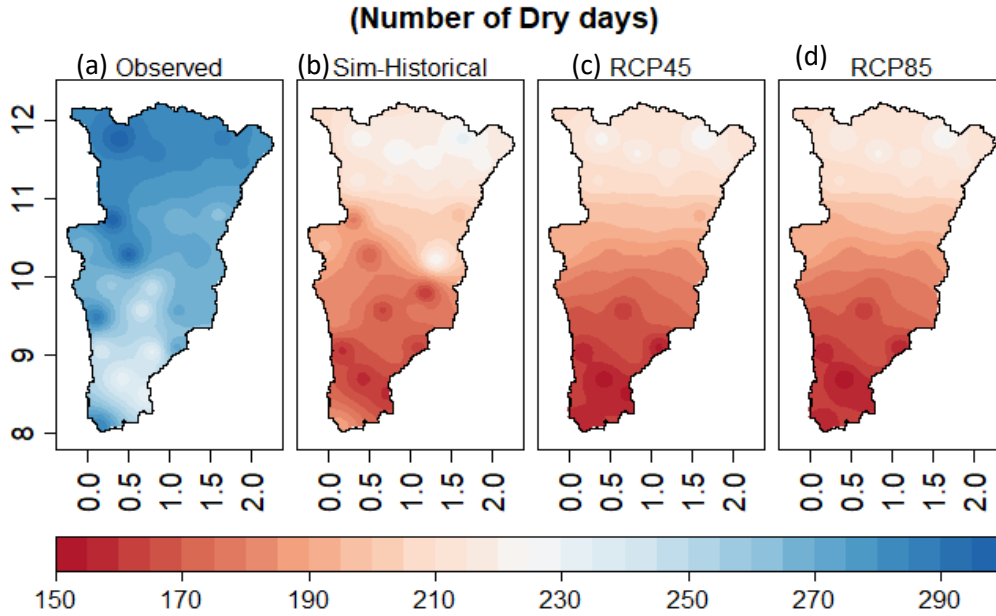 (Number of Dry days)
(a) Observed (b) Sim-Historical (c) RCP45 (d) RCP85
12
11
10
9
8
0.0 0.5 1.0 1.5 2.0 0.0 0.5 1.0 1.5 2.0 0.0 0.5 1.0 1.5 2.0 0.0 0.5 1.0 1.5 2.0
150 170 190 210 230 250 270 290